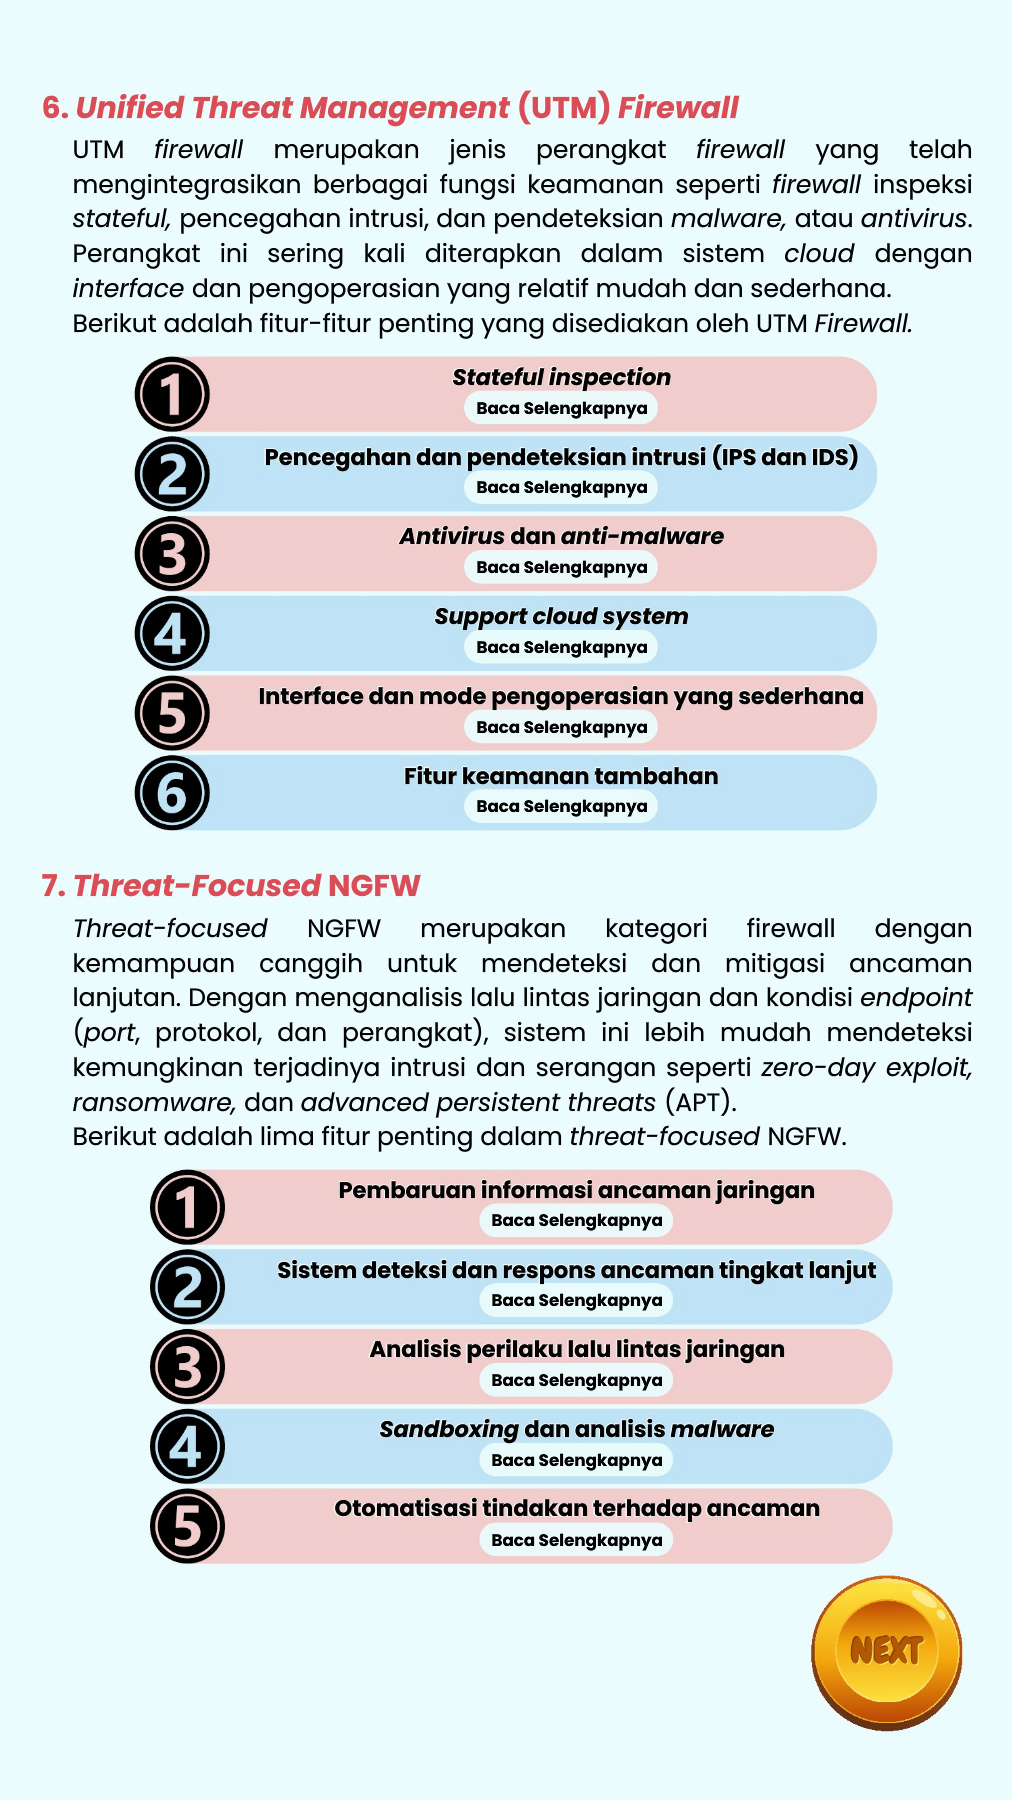 6. Unified Threat Management (UTM) Firewall
UTM firewall merupakan jenis perangkat firewall yang telah
mengintegrasikan berbagai fungsi keamanan seperti firewall inspeksi
stateful, pencegahan intrusi, dan pendeteksian malware, atau antivirus.
Perangkat ini sering kali diterapkan dalam sistem cloud dengan
interface dan pengoperasian yang relatif mudah dan sederhana.
Berikut adalah fitur-fitur penting yang disediakan oleh UTM Firewall.
1 Stateful inspection
Baca Selengkapnya
2 Pencegahan dan pendeteksian intrusi (IPS dan IDS)
Baca Selengkapnya
3 Antivirus dan anti-malware
Baca Selengkapnya
4 Support cloud system
Baca Selengkapnya
5 Interface dan mode pengoperasian yang sederhana
Baca Selengkapnya
6 Fitur keamanan tambahan
Baca Selengkapnya
7. Threat-Focused NGFW
Threat-focused NGFW merupakan kategori firewall dengan
kemampuan canggih untuk mendeteksi dan mitigasi ancaman
lanjutan. Dengan menganalisis lalu lintas jaringan dan kondisi endpoint
(port, protokol, dan perangkat), sistem ini lebih mudah mendeteksi
kemungkinan terjadinya intrusi dan serangan seperti zero-day exploit,
ransomware, dan advanced persistent threats (APT).
Berikut adalah lima fitur penting dalam threat-focused NGFW.
1 Pembaruan informasi ancaman jaringan
Baca Selengkapnya
2 Sistem deteksi dan respons ancaman tingkat lanjut
Baca Selengkapnya
3 Analisis perilaku lalu lintas jaringan
Baca Selengkapnya
4 Sandboxing dan analisis malware
Baca Selengkapnya
5 Otomatisasi tindakan terhadap ancaman
Baca Selengkapnya
NEXT